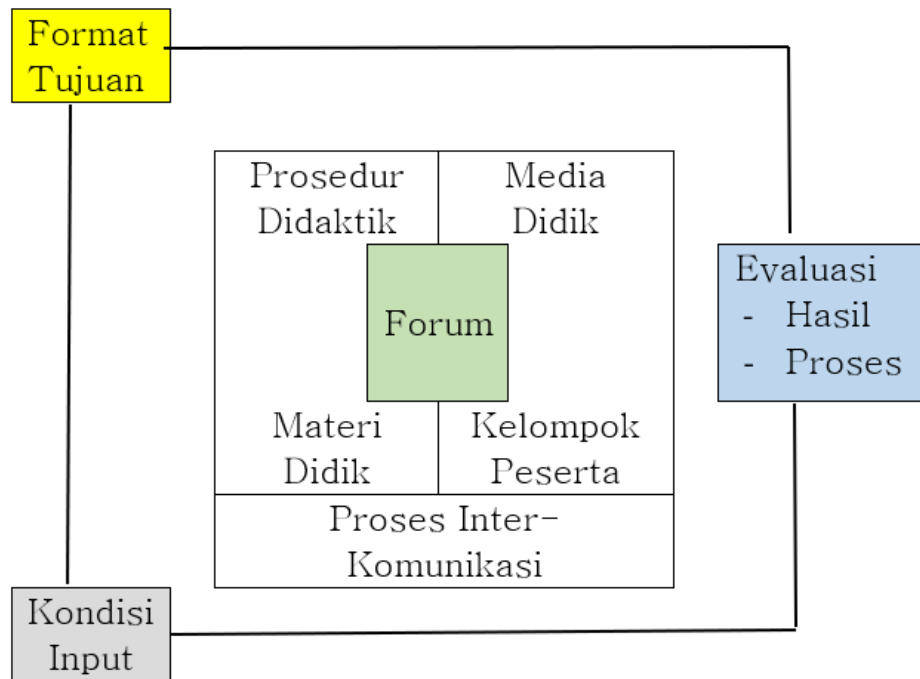 Format
Tujuan
Prosedur
Didaktik
Media
Didik
Evaluasi
- Hasil
- Proses
Forum
Materi
Didik
Kelompok
Peserta
Proses Inter-
Komunikasi
Kondisi
Input